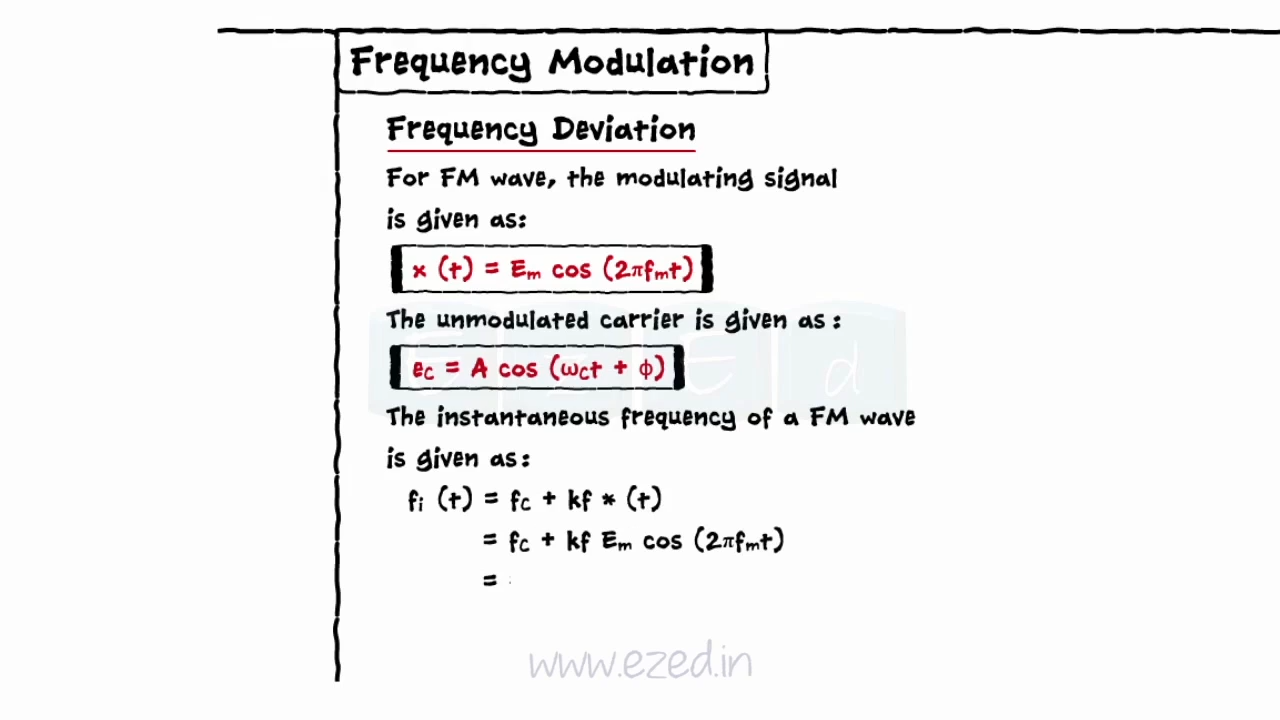 Frequency Modulation
Frequency Deviation
For FM wave, the modulating signal
is given as:
x (t) = Em cos (2πfmt)
The unmodulated carrier is given as :
ec = A cos (ωct + φ)
The instantaneous frequency of a FM wave
is given as:
fi (t) = fc + kf * (t)
= fc + kf Em cos (2πfmt)
=
EzEd
www.ezed.in